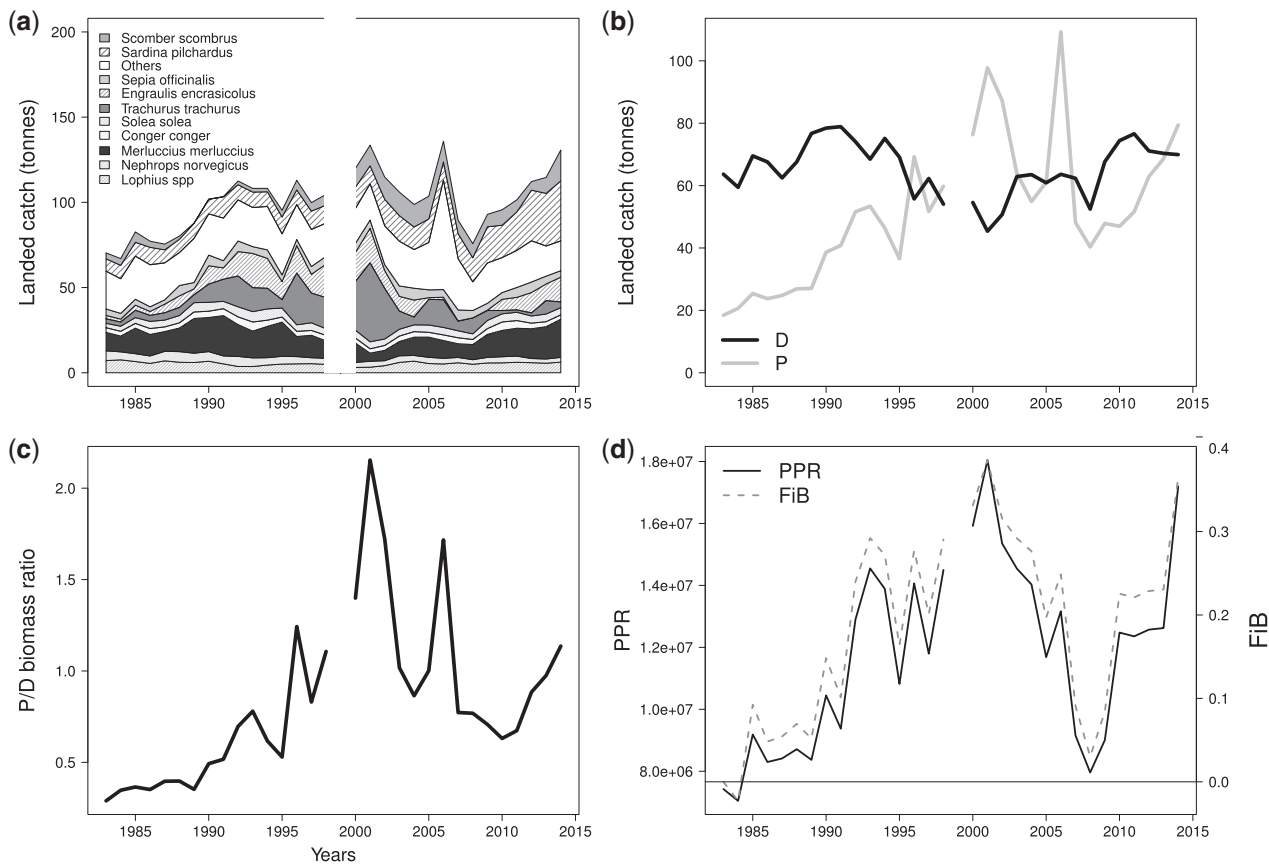 (a)
Landed catch (tonnes)
200
150
100
50
0
Scomber scombrus
Sardina pilchardus
Others
Sepia officinalis
Engraulis encrasicolus
Trachurus trachurus
Solea solea
Conger conger
Merluccius merluccius
Nephrops norvegicus
Lophius spp
1985 1990 1995 2000 2005 2010 2015
(b)
Landed catch (tonnes)
100
80
60
40
20
0
D
P
1985 1990 1995 2000 2005 2010 2015
(c)
P/D biomass ratio
2.0
1.5
1.0
0.5
1985 1990 1995 2000 2005 2010 2015
Years
(d)
PPR
1.8e+07
1.6e+07
1.4e+07
1.2e+07
1.0e+07
8.0e+06
PPR
FiB
0.4
0.3
0.2
0.1
0.0
FiB
1985 1990 1995 2000 2005 2010 2015